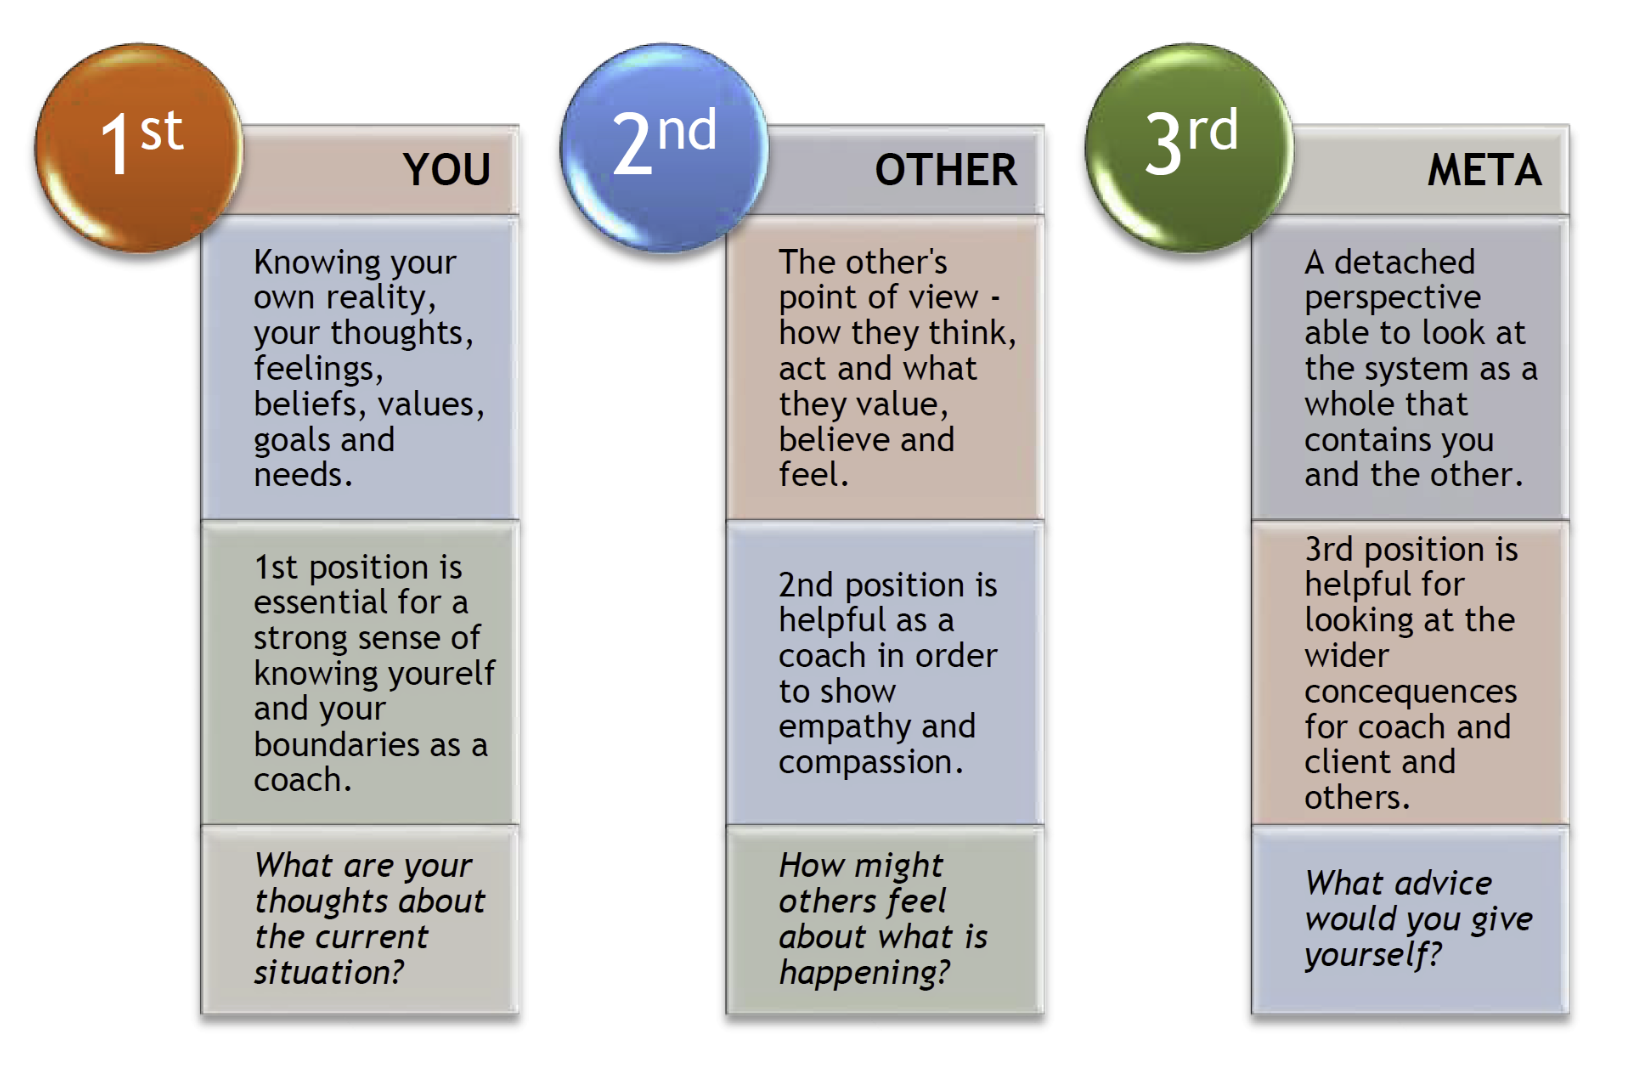 1st
YOU
Knowing your
own reality,
your thoughts,
feelings,
beliefs, values,
goals and
needs.
1st position is
essential for a
strong sense of
knowing yourelf
and your
boundaries as a
coach.
What are your
thoughts about
the current
situation?
2nd
OTHER
The other's
point of view -
how they think,
act and what
they value,
believe and
feel.
2nd position is
helpful as a
coach in order
to show
empathy and
compassion.
How might
others feel
about what is
happening?
3rd
META
A detached
perspective
able to look at
the system as a
whole that
contains you
and the other.
3rd position is
helpful for
looking at the
wider
concequences
for coach and
client and
others.
What advice
would you give
yourself?